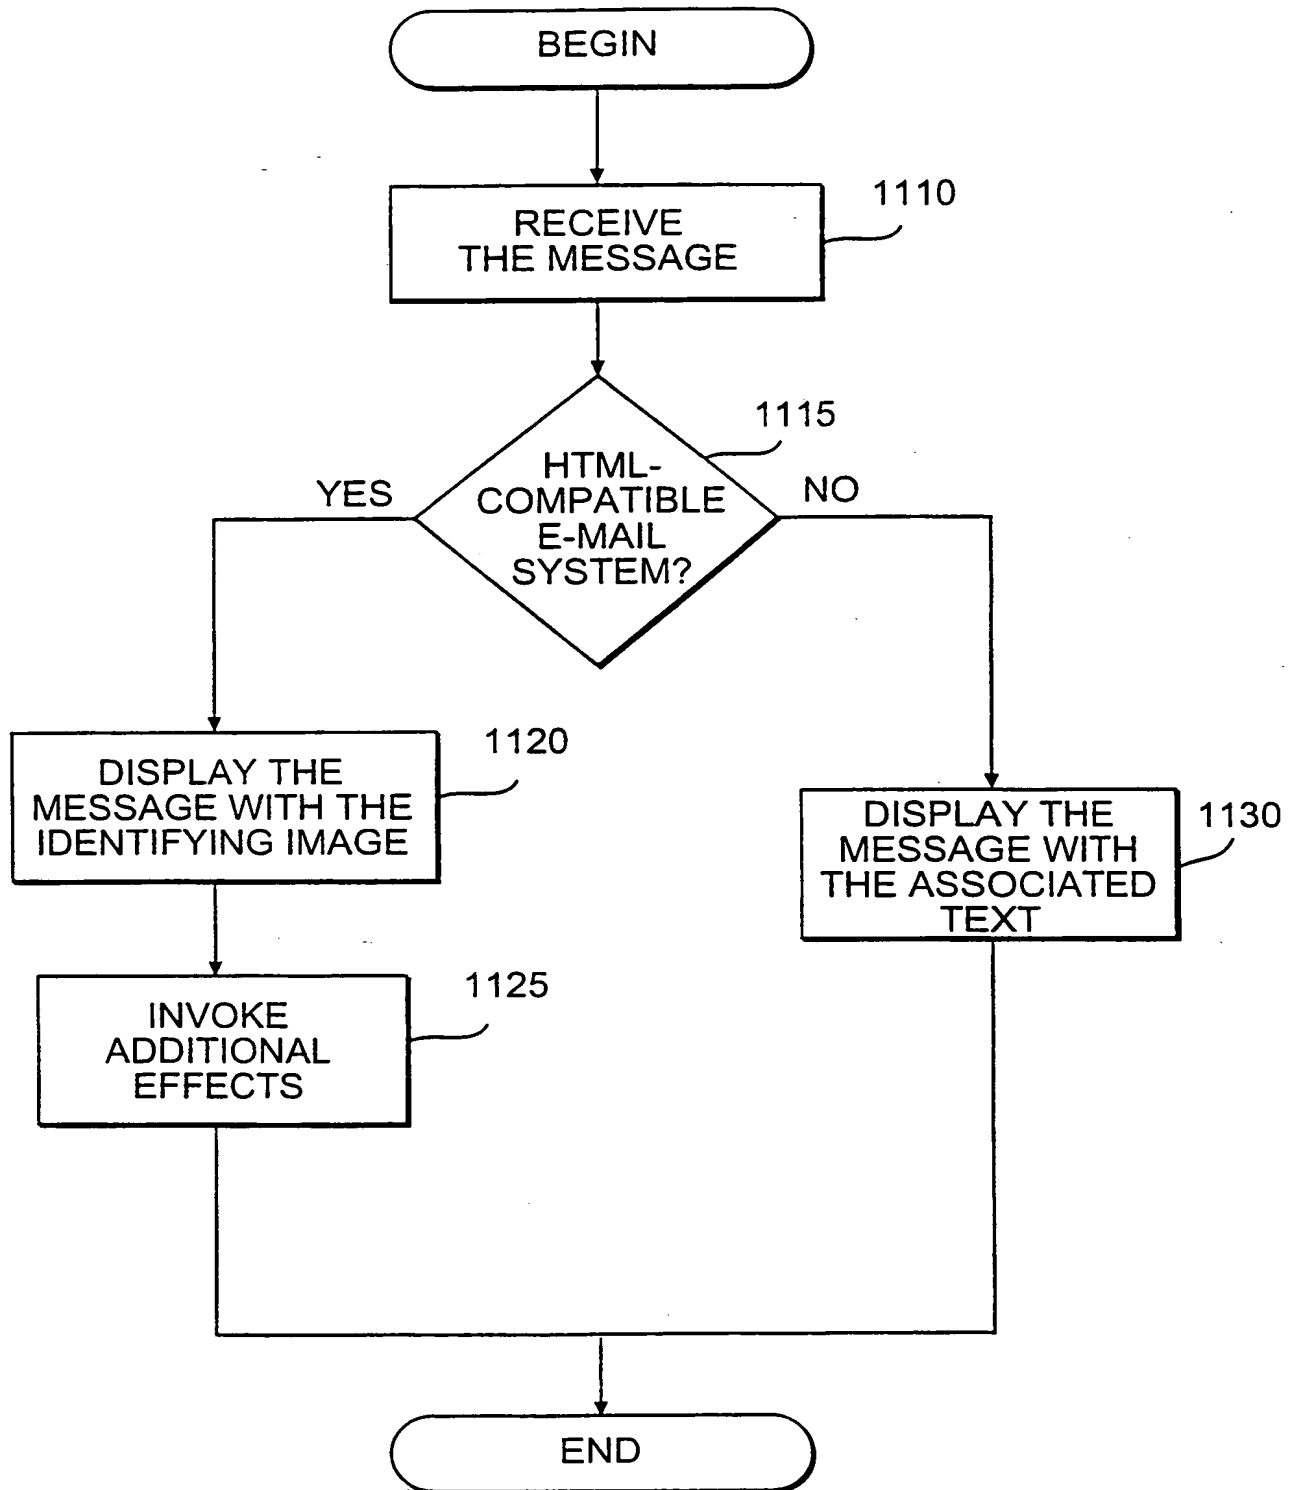 BEGIN
RECEIVE
THE MESSAGE
1110
HTML-
COMPATIBLE
E-MAIL
SYSTEM?
1115
YES
NO
DISPLAY THE
MESSAGE WITH THE
IDENTIFYING IMAGE
1120
DISPLAY THE
MESSAGE WITH
THE ASSOCIATED
TEXT
1130
INVOKE
ADDITIONAL
EFFECTS
1125
END